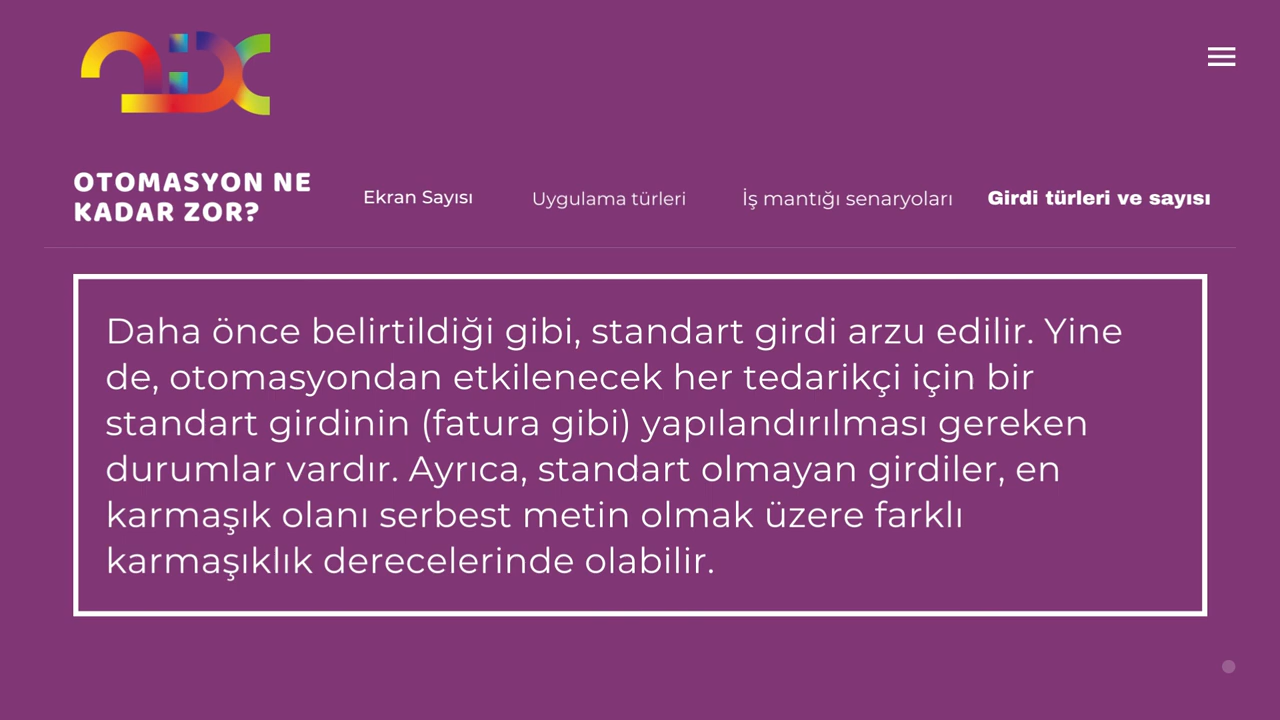 OTOMASYON NE
KADAR ZOR?
Ekran Sayısı
Uygulama türleri
İş mantığı senaryoları
Girdi türleri ve sayısı
Daha önce belirtildiği gibi, standart girdi arzu edilir. Yine
de, otomasyondan etkilenecek her tedarikçi için bir
standart girdinin (fatura gibi) yapılandırılması gereken
durumlar vardır. Ayrıca, standart olmayan girdiler, en
karmaşık olanı serbest metin olmak üzere farklı
karmaşıklık derecelerinde olabilir.